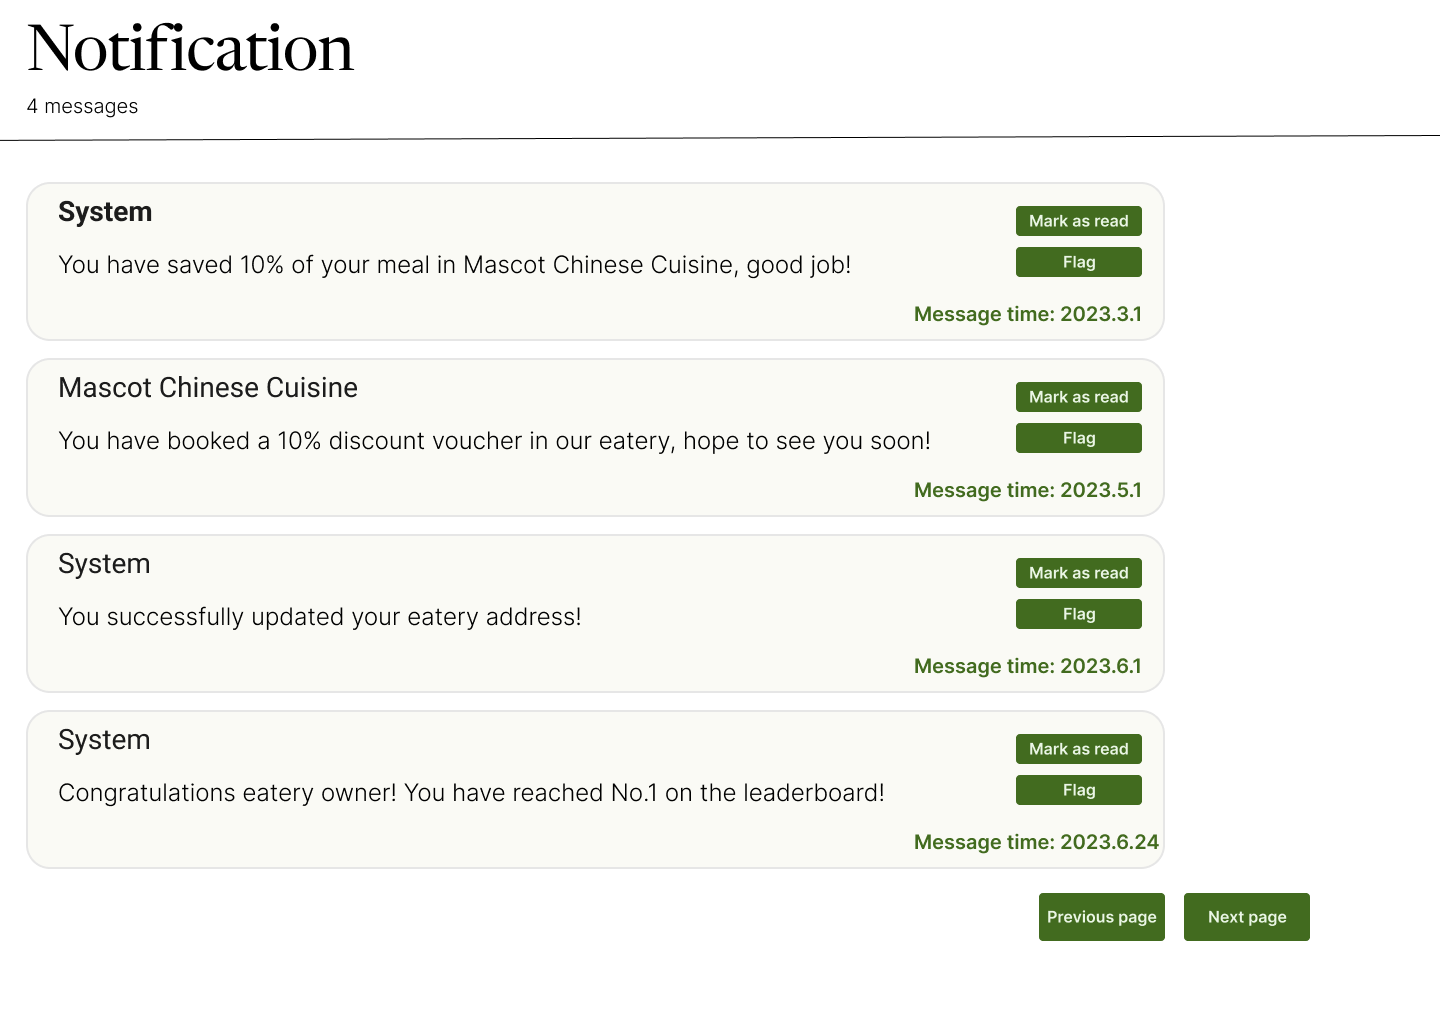 Notification
4 messages
System
Mark as read
You have saved 10% of your meal in Mascot Chinese Cuisine, good job!
Flag
Message time: 2023.3.1
Mascot Chinese Cuisine
Mark as read
You have booked a 10% discount voucher in our eatery, hope to see you soon!
Flag
Message time: 2023.5.1
System
Mark as read
You successfully updated your eatery address!
Flag
Message time: 2023.6.1
System
Mark as read
Congratulations eatery owner! You have reached No.1 on the leaderboard!
Flag
Message time: 2023.6.24
Previous page
Next page